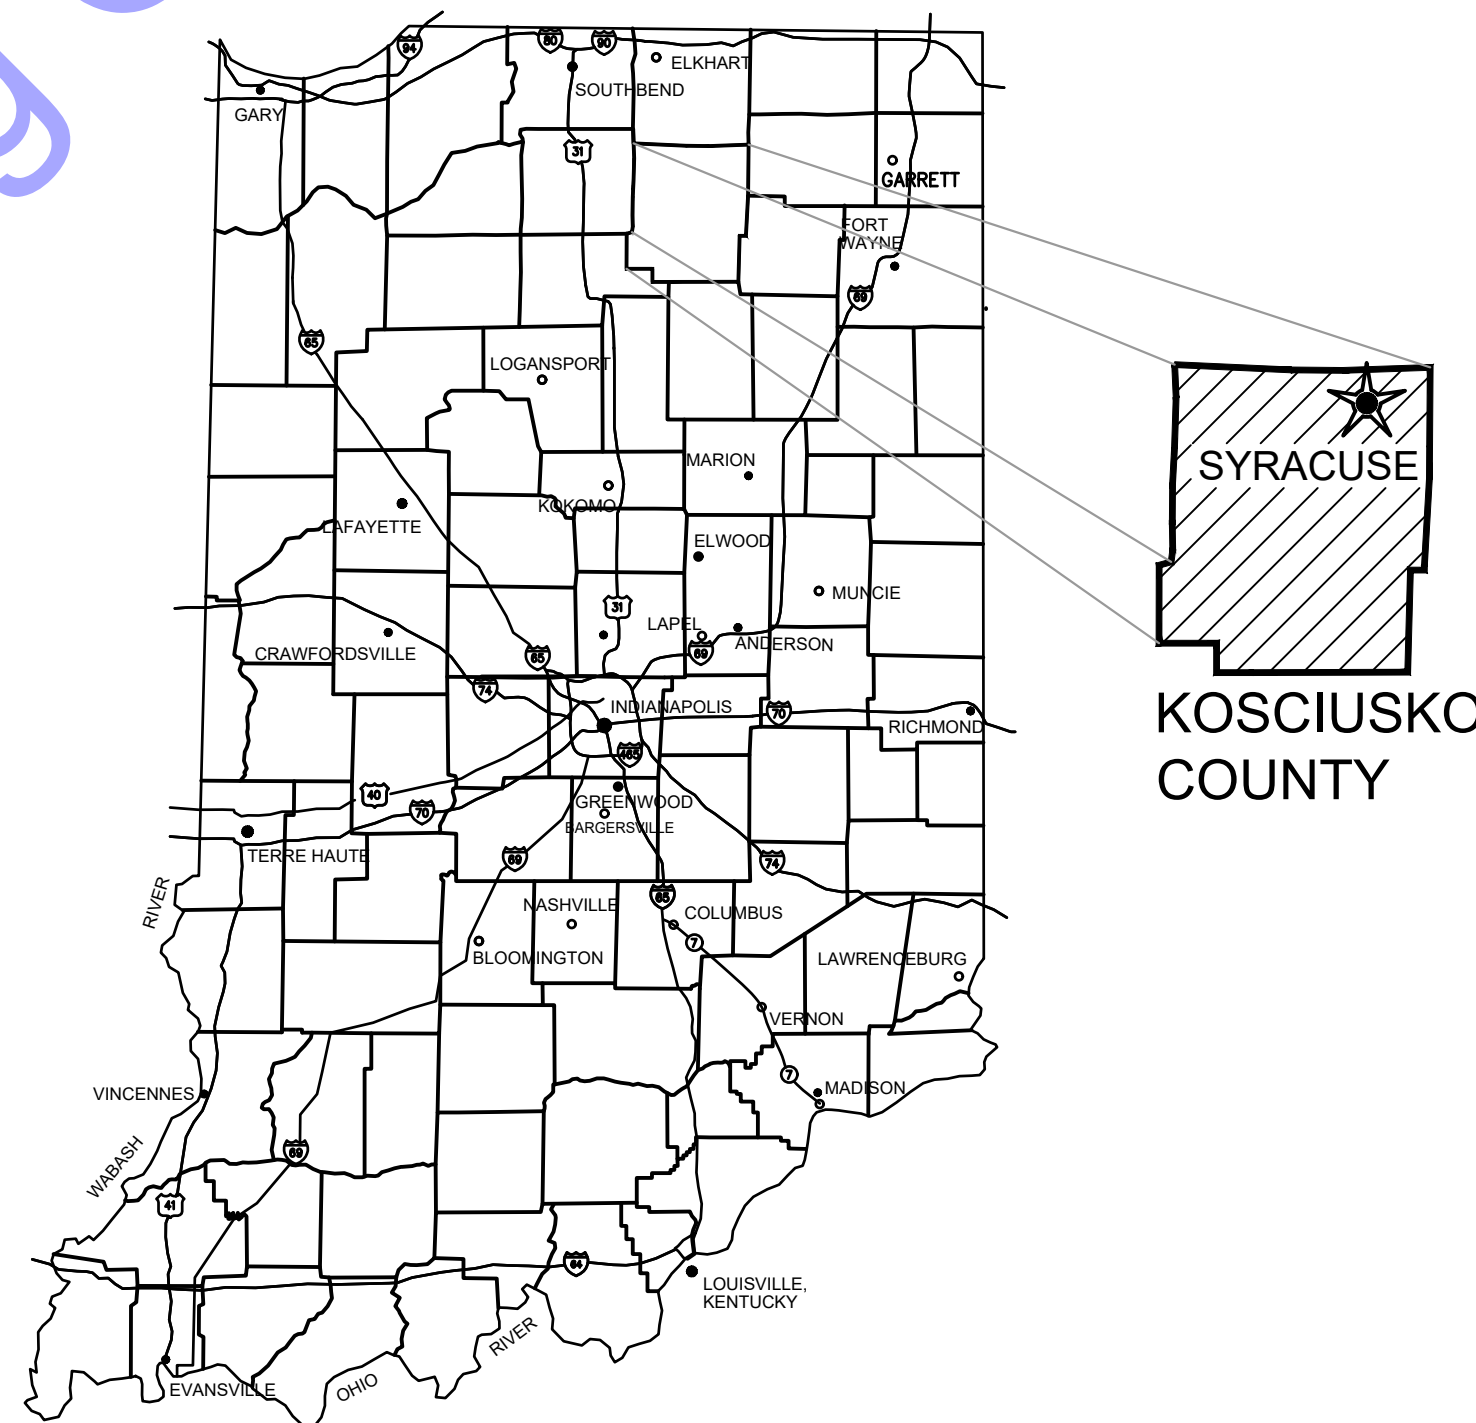 94
80
90
ELKHART
SOUTHBEND
GARY
31
GARRETT
FORT
WAYNE
69
65
LOGANSPORT
SYRACUSE
MARION
KOKOMO
LAFAYETTE
ELWOOD
MUNCIE
31
LAPEL
ANDERSON
CRAWFORDSVILLE
65
69
74
INDIANAPOLIS
70
RICHMOND
KOSCIUSKO
COUNTY
465
40
GREENWOOD
70
BARGERSVILLE
TERRE HAUTE
69
74
RIVER
65
NASHVILLE
COLUMBUS
7
BLOOMINGTON
LAWRENCEBURG
VERNON
7
MADISON
VINCENNES
WABASH
69
41
64
LOUISVILLE,
KENTUCKY
RIVER
OHIO
EVANSVILLE